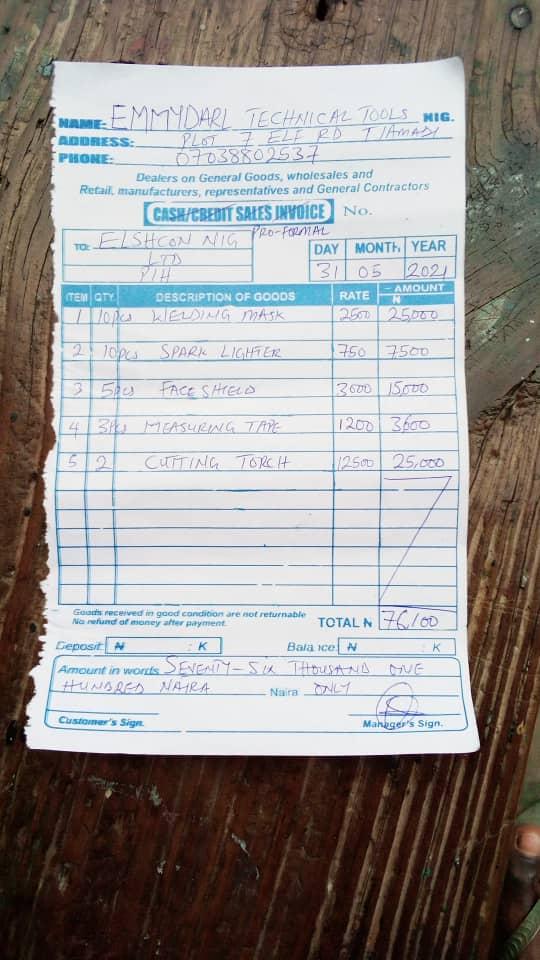 NAME: EMMYDARL TECHNICAL TOOLS NIG.
ADDRESS: PLOT 7 ELF RD T/AMADI
PHONE: 07038802537
Dealers on General Goods, wholesales and
Retail, manufacturers, representatives and General Contractors
CASH/CREDIT SALES INVOICE No.
PRO-FORMAL
TO: ELSHCON NIG
LTD
P/H
DAY MONTH YEAR
31 05 2021
ITEM QTY. DESCRIPTION OF GOODS RATE AMOUNT
₦
1 10pcs WELDING MASK 2500 25000
2 10pcs SPARK LIGHTER 750 7500
3 5pcs FACE SHIELD 3000 15000
4 3pcs MEASURING TAPE 1200 3600
5 2 CUTTING TORCH 12500 25,000
Goods received in good condition are not returnable
No refund of money after payment.
TOTAL ₦ 76,100
Deposit ₦ : K Balance ₦ : K
Amount in words SEVENTY-SIX THOUSAND ONE
HUNDRED NAIRA Naira ONLY
Customer's Sign. Manager's Sign.